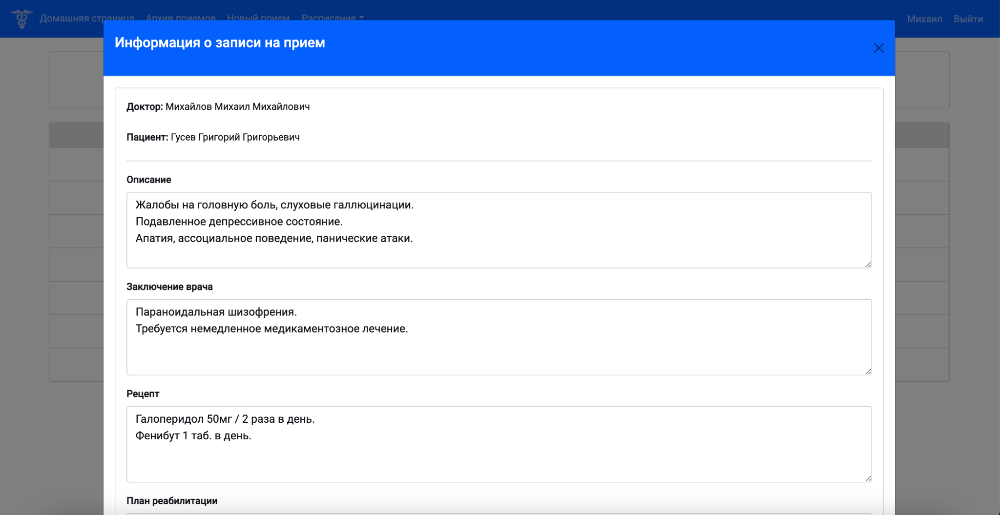 Домашняя страница Архив приемов Новый прием Расписание Михаил Выйти
Информация о записи на прием
Доктор: Михайлов Михаил Михайлович
Пациент: Гусев Григорий Григорьевич
Описание
Жалобы на головную боль, слуховые галлюцинации.
Подавленное депрессивное состояние.
Апатия, ассоциальное поведение, панические атаки.
Заключение врача
Параноидальная шизофрения.
Требуется немедленное медикаментозное лечение.
Рецепт
Галоперидол 50мг / 2 раза в день.
Фенибут 1 таб. в день.
План реабилитации